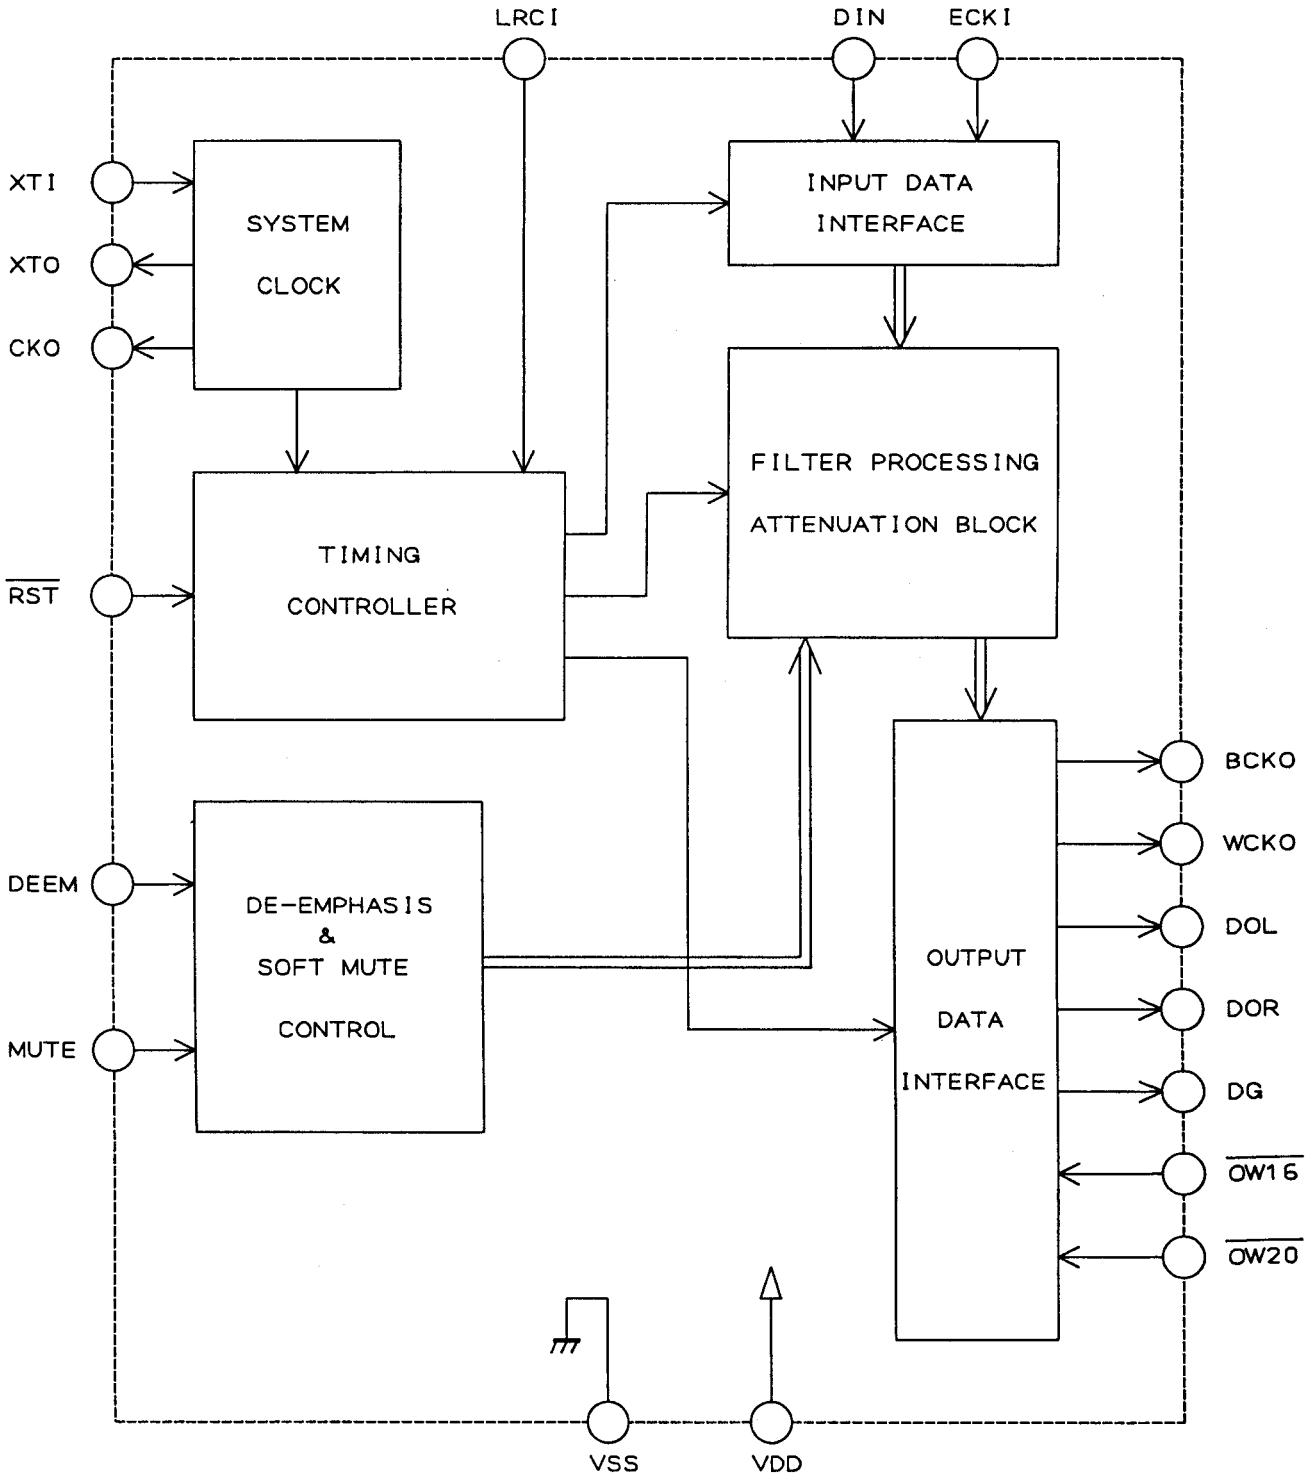 LRCI
DIN
ECKI
XTI
XTO
CKO
SYSTEM
CLOCK
INPUT DATA
INTERFACE
FILTER PROCESSING
ATTENUATION BLOCK
RST
TIMING
CONTROLLER
DEEM
MUTE
DE-EMPHASIS
&
SOFT MUTE
CONTROL
OUTPUT
DATA
INTERFACE
BCKO
WCKO
DOL
DOR
DG
OW16
OW20
VSS
VDD